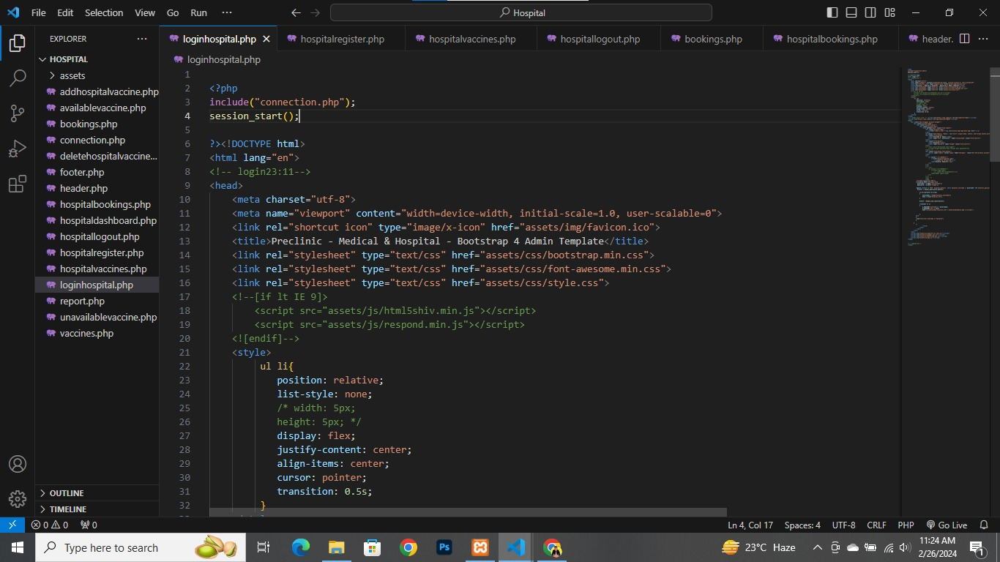 File Edit Selection View Go Run ··· Hospital
EXPLORER ···
HOSPITAL
assets
addhospitalvaccine.php
availablevaccine.php
bookings.php
connection.php
deletehospitalvaccine...
footer.php
header.php
hospitalbookings.php
hospitaldashboard.php
hospitallogout.php
hospitalregister.php
hospitalvaccines.php
loginhospital.php
report.php
unavailablevaccine.php
vaccines.php
OUTLINE
TIMELINE
loginhospital.php hospitalregister.php hospitalvaccines.php hospitallogout.php bookings.php hospitalbookings.php header. ···
loginhospital.php
1
2 <?php
3 include("connection.php");
4 session_start();
5
6 ?><!DOCTYPE html>
7 <html lang="en">
8 <!-- login23:11-->
9 <head>
10 <meta charset="utf-8">
11 <meta name="viewport" content="width=device-width, initial-scale=1.0, user-scalable=0">
12 <link rel="shortcut icon" type="image/x-icon" href="assets/img/favicon.ico">
13 <title>Preclinic - Medical & Hospital - Bootstrap 4 Admin Template</title>
14 <link rel="stylesheet" type="text/css" href="assets/css/bootstrap.min.css">
15 <link rel="stylesheet" type="text/css" href="assets/css/font-awesome.min.css">
16 <link rel="stylesheet" type="text/css" href="assets/css/style.css">
17 <!--[if lt IE 9]>
18 <script src="assets/js/html5shiv.min.js"></script>
19 <script src="assets/js/respond.min.js"></script>
20 <![endif]-->
21 <style>
22 ul li{
23 position: relative;
24 list-style: none;
25 /* width: 5px;
26 height: 5px; */
27 display: flex;
28 justify-content: center;
29 align-items: center;
30 cursor: pointer;
31 transition: 0.5s;
32 }
0 0 0 Ln 4, Col 17 Spaces: 4 UTF-8 CRLF PHP Go Live
Type here to search Ps 23°C Haze 11:24 AM
2/26/2024 1